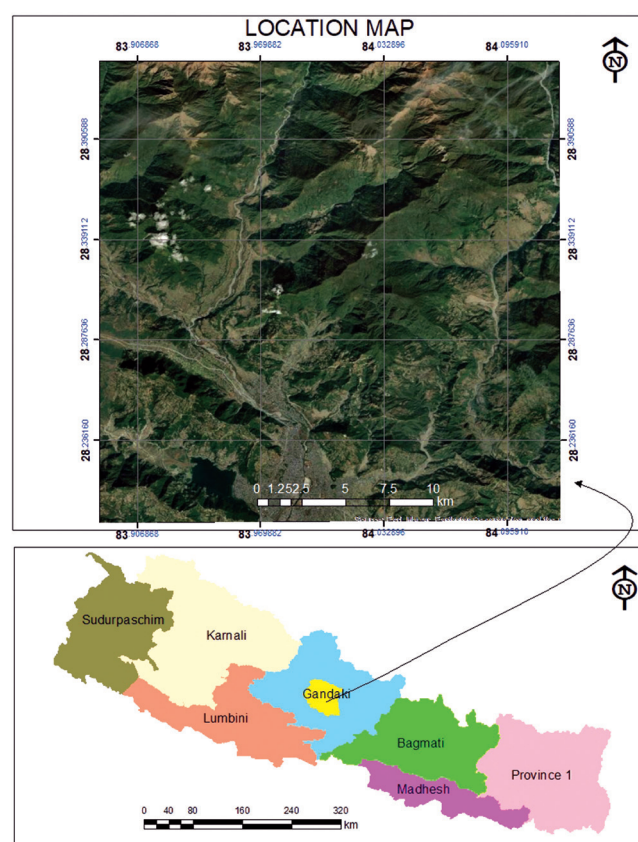 LOCATION MAP
83.906868 83.969882 84.032896 84.095910
N
28.390588 28.390588
28.339112 28.339112
28.287636 28.287636
28.236160 28.236160
0 1.25 2.5 5 7.5 10
km
83.906868 83.969882 84.032896 84.095910
N
Sudurpaschim
Karnali
Gandaki
Lumbini
Bagmati
Province 1
Madhesh
0 40 80 160 240 320
km